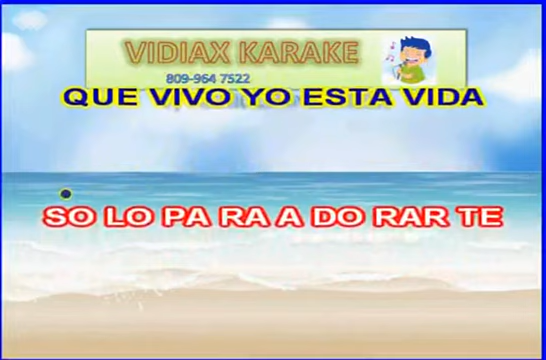 VIDIAX KARAKE
809-964 7522
QUE VIVO YO ESTA VIDA
SO LO PA RA A DO RAR TE